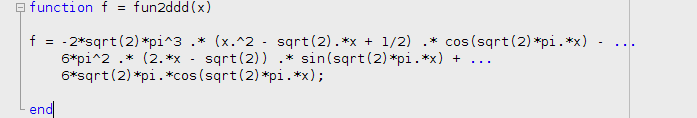 function f = fun2ddd(x)
f = -2*sqrt(2)*pi^3 .* (x.^2 - sqrt(2).*x + 1/2) .* cos(sqrt(2)*pi.*x) - ...
6*pi^2 .* (2.*x - sqrt(2)) .* sin(sqrt(2)*pi.*x) + ...
6*sqrt(2)*pi.*cos(sqrt(2)*pi.*x);
end